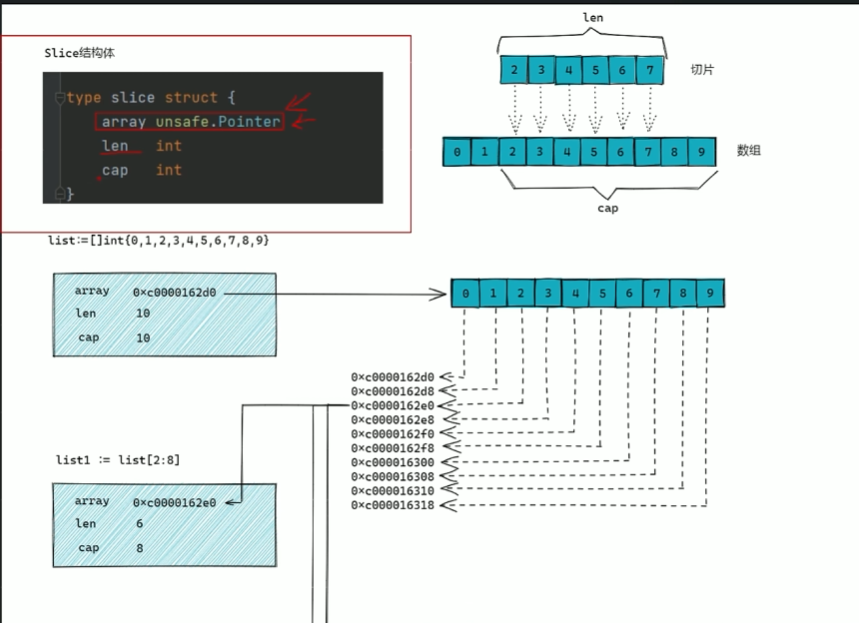 Slice结构体
type slice struct {
array unsafe.Pointer
len int
cap int
}
len
2 3 4 5 6 7
切片
0 1 2 3 4 5 6 7 8 9
数组
cap
list:=[]int{0,1,2,3,4,5,6,7,8,9}
array 0×c0000162d0
len 10
cap 10
0 1 2 3 4 5 6 7 8 9
0×c0000162d0
0×c0000162d8
0×c0000162e0
0×c0000162e8
0×c0000162f0
0×c0000162f8
0×c000016300
0×c000016308
0×c000016310
0×c000016318
list1 := list[2:8]
array 0×c0000162e0
len 6
cap 8